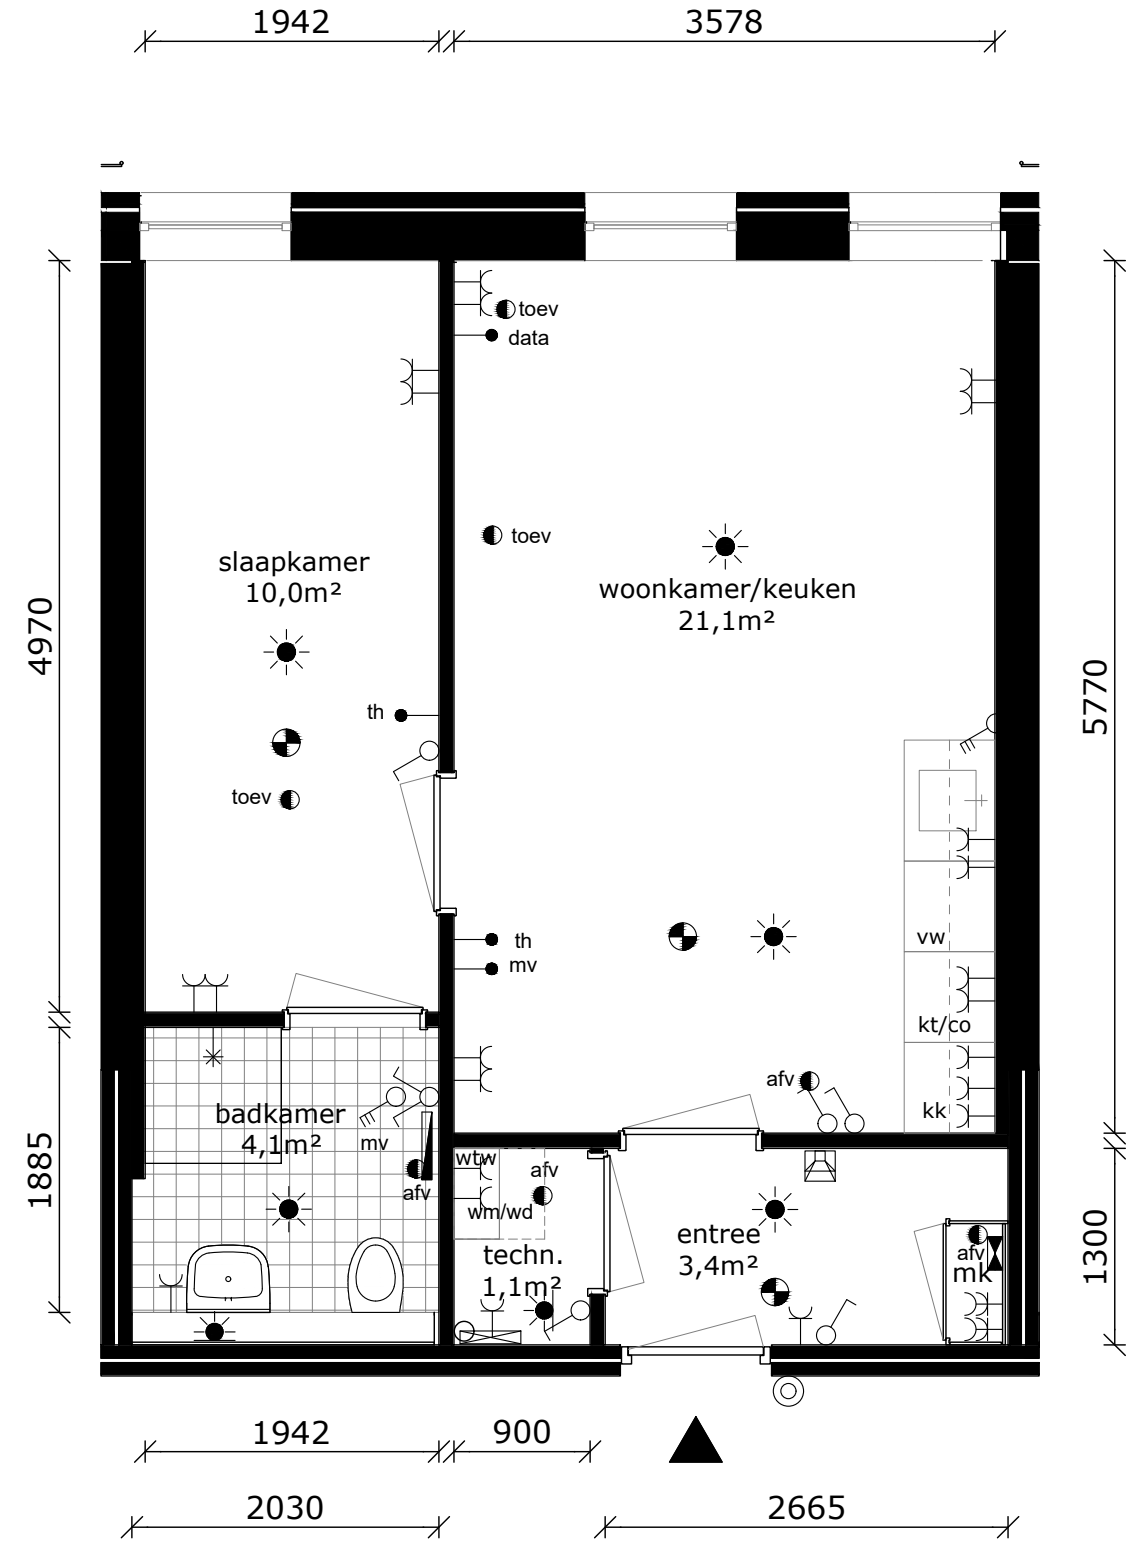 1942
3578
toev
data
toev
slaapkamer
10,0m²
woonkamer/keuken
21,1m²
4970
5770
th
toev
th
mv
vw
kt/co
kk
afv
badkamer
4,1m²
mv
afv
1885
wtw
afv
wm/wd
techn.
1,1m²
entree
3,4m²
afv
mk
1300
1942
900
2030
2665